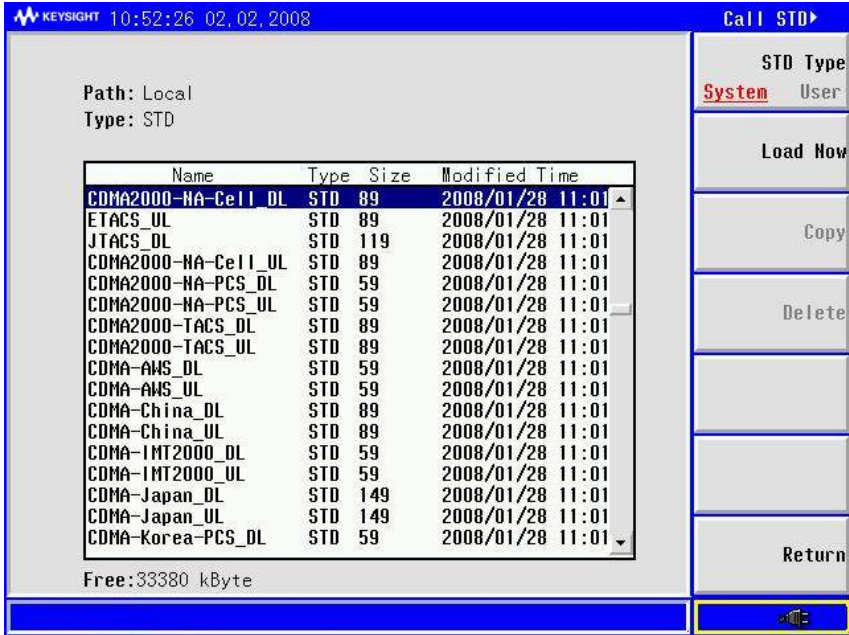 KEYSIGHT 10:52:26 02,02,2008
Call STD
Path: Local
Type: STD
Name Type Size Modified Time
CDMA2000-NA-Cell_DL STD 89 2008/01/28 11:01
ETACS_UL STD 89 2008/01/28 11:01
JTACS_DL STD 119 2008/01/28 11:01
CDMA2000-NA-Cell_UL STD 89 2008/01/28 11:01
CDMA2000-NA-PCS_DL STD 59 2008/01/28 11:01
CDMA2000-NA-PCS_UL STD 59 2008/01/28 11:01
CDMA2000-TACS_DL STD 89 2008/01/28 11:01
CDMA2000-TACS_UL STD 89 2008/01/28 11:01
CDMA-AWS_DL STD 59 2008/01/28 11:01
CDMA-AWS_UL STD 59 2008/01/28 11:01
CDMA-China_DL STD 89 2008/01/28 11:01
CDMA-China_UL STD 89 2008/01/28 11:01
CDMA-IMT2000_DL STD 59 2008/01/28 11:01
CDMA-IMT2000_UL STD 59 2008/01/28 11:01
CDMA-Japan_DL STD 149 2008/01/28 11:01
CDMA-Japan_UL STD 149 2008/01/28 11:01
CDMA-Korea-PCS_DL STD 59 2008/01/28 11:01
Free:33380 kByte
STD Type
System User
Load Now
Copy
Delete
Return